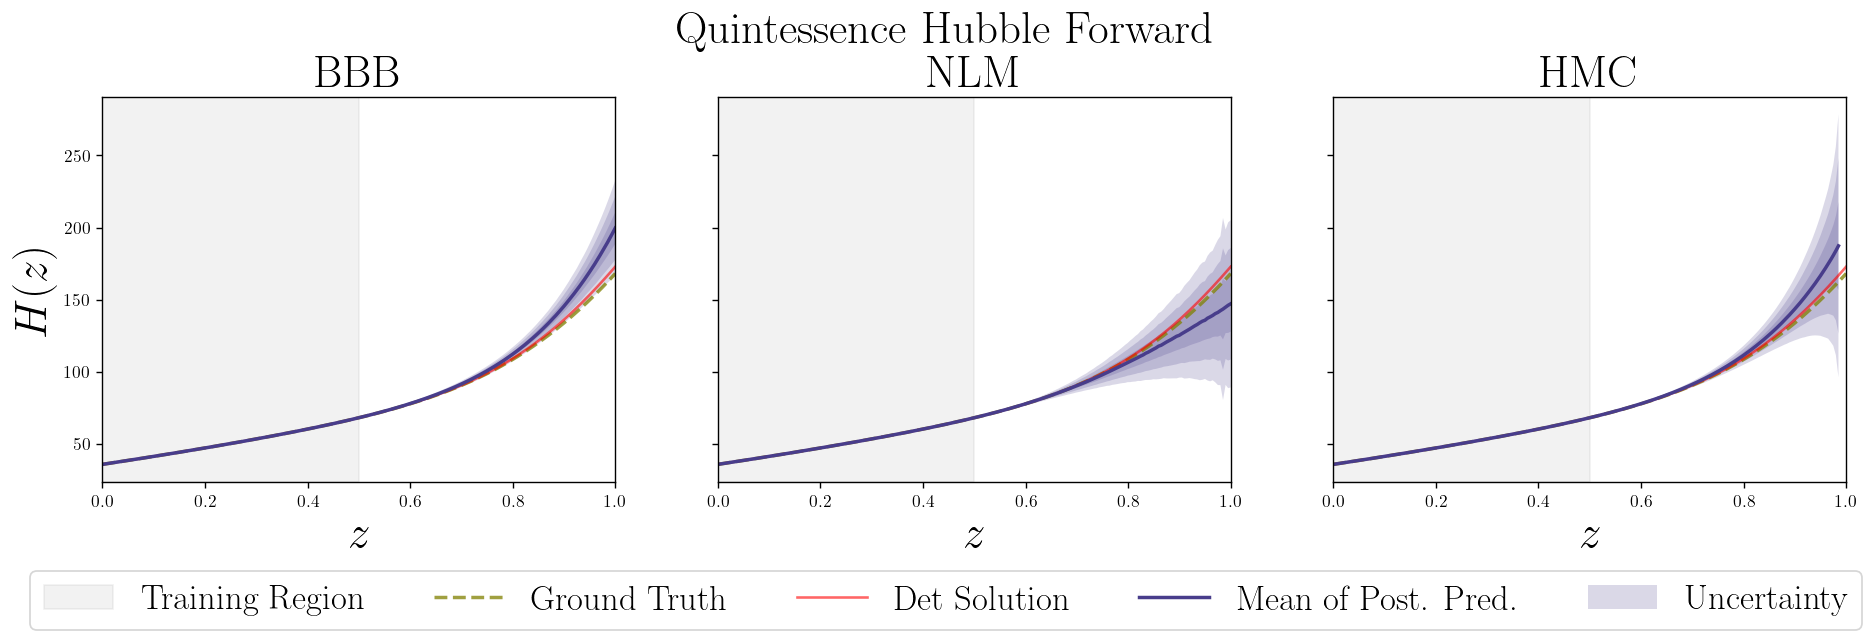 Quintessence Hubble Forward
BBB
NLM
HMC
H(z)
250
200
150
100
50
0.0 0.2 0.4 0.6 0.8 1.0
0.0 0.2 0.4 0.6 0.8 1.0
0.0 0.2 0.4 0.6 0.8 1.0
z
z
z
Training Region Ground Truth Det Solution Mean of Post. Pred. Uncertainty